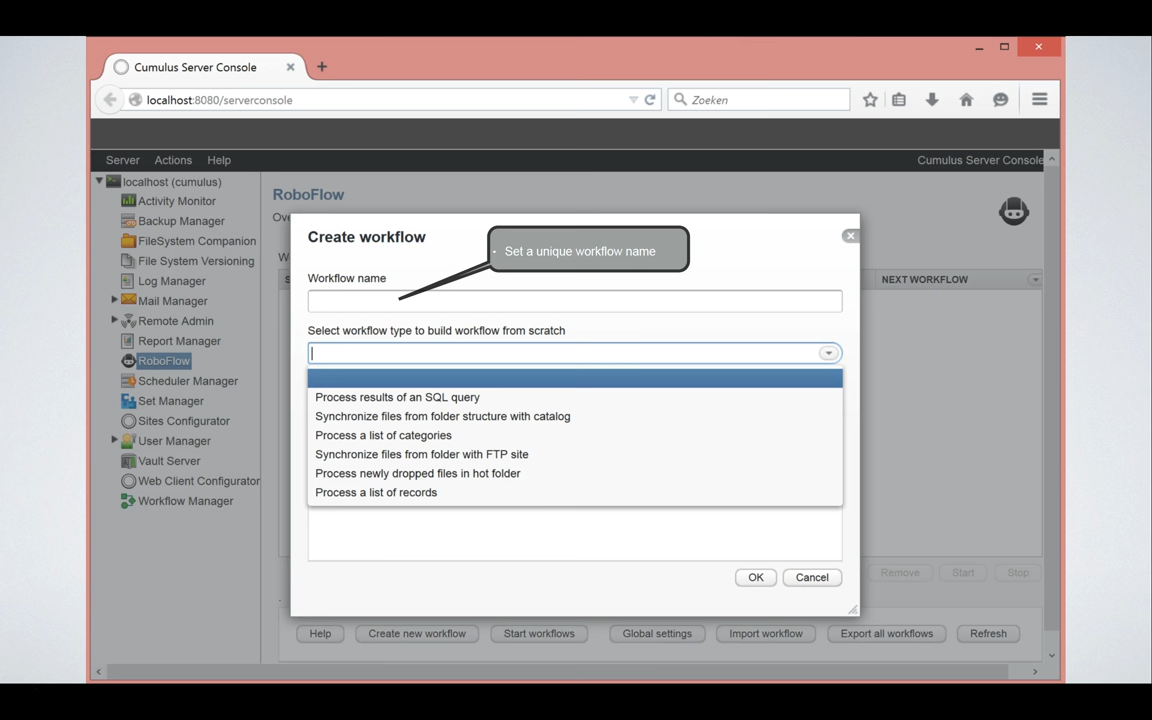 Cumulus Server Console
localhost:8080/serverconsole
Zoeken
Server Actions Help
Cumulus Server Console
localhost (cumulus)
Activity Monitor
Backup Manager
FileSystem Companion
File System Versioning
Log Manager
Mail Manager
Remote Admin
Report Manager
RoboFlow
Scheduler Manager
Set Manager
Sites Configurator
User Manager
Vault Server
Web Client Configurator
Workflow Manager
RoboFlow
Create workflow
· Set a unique workflow name
Workflow name
NEXT WORKFLOW
Select workflow type to build workflow from scratch
Process results of an SQL query
Synchronize files from folder structure with catalog
Process a list of categories
Synchronize files from folder with FTP site
Process newly dropped files in hot folder
Process a list of records
OK Cancel
Remove Start Stop
Help Create new workflow Start workflows Global settings Import workflow Export all workflows Refresh